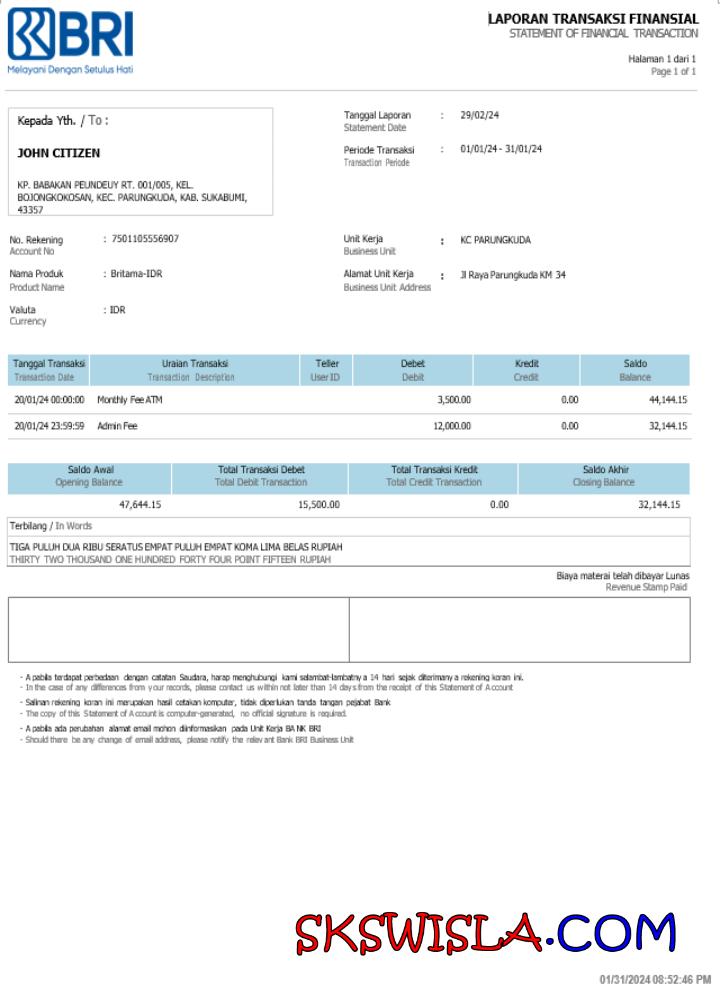 BRI
Melayani Dengan Setulus Hati
LAPORAN TRANSAKSI FINANSIAL
STATEMENT OF FINANCIAL TRANSACTION
Halaman 1 dari 1
Page 1 of 1
Kepada Yth. / To :
JOHN CITIZEN
KP. BABAKAN PEUNDEUY RT. 001/005, KEL.
BOJONGKOKOSAN, KEC. PARUNGKUDA, KAB. SUKABUMI,
43357
Tanggal Laporan : 29/02/24
Statement Date
Periode Transaksi : 01/01/24 - 31/01/24
Transaction Periode
No. Rekening : 7501105556907
Account No
Nama Produk : Britama-IDR
Product Name
Valuta : IDR
Currency
Unit Kerja : KC PARUNGKUDA
Business Unit
Alamat Unit Kerja : Jl Raya Parungkuda KM 34
Business Unit Address
Tanggal Transaksi Uraian Transaksi Teller Debet Kredit Saldo
Transaction Date Transaction Description User ID Debit Credit Balance
20/01/24 00:00:00 Monthly Fee ATM 3,500.00 0.00 44,144.15
20/01/24 23:59:59 Admin Fee 12,000.00 0.00 32,144.15
Saldo Awal Total Transaksi Debet Total Transaksi Kredit Saldo Akhir
Opening Balance Total Debit Transaction Total Credit Transaction Closing Balance
47,644.15 15,500.00 0.00 32,144.15
Terbilang / In Words
TIGA PULUH DUA RIBU SERATUS EMPAT PULUH EMPAT KOMA LIMA BELAS RUPIAH
THIRTY TWO THOUSAND ONE HUNDRED FORTY FOUR POINT FIFTEEN RUPIAH
Biaya materai telah dibayar Lunas
Revenue Stamp Paid
- Apabila terdapat perbedaan dengan catatan Saudara, harap menghubungi kami selambat-lambatnya 14 hari sejak diterimanya rekening koran ini.
- In the case of any differences from your records, please contact us within not later than 14 days from the receipt of this Statement of Account
- Salinan rekening koran ini merupakan hasil cetakan komputer, tidak diperlukan tanda tangan pejabat Bank
- The copy of this Statement of Account is computer-generated, no official signature is required.
- Apabila ada perubahan alamat email mohon diinformasikan pada Unit Kerja BANK BRI
- Should there be any change of email address, please notify the relevant Bank BRI Business Unit
SKSWISLA.COM
01/31/2024 08:52:46 PM